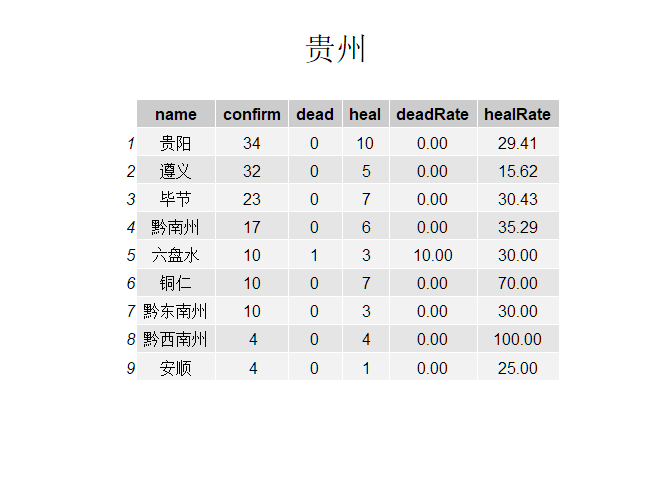 贵州
name confirm dead heal deadRate healRate
1 贵阳 34 0 10 0.00 29.41
2 遵义 32 0 5 0.00 15.62
3 毕节 23 0 7 0.00 30.43
4 黔南州 17 0 6 0.00 35.29
5 六盘水 10 1 3 10.00 30.00
6 铜仁 10 0 7 0.00 70.00
7 黔东南州 10 0 3 0.00 30.00
8 黔西南州 4 0 4 0.00 100.00
9 安顺 4 0 1 0.00 25.00